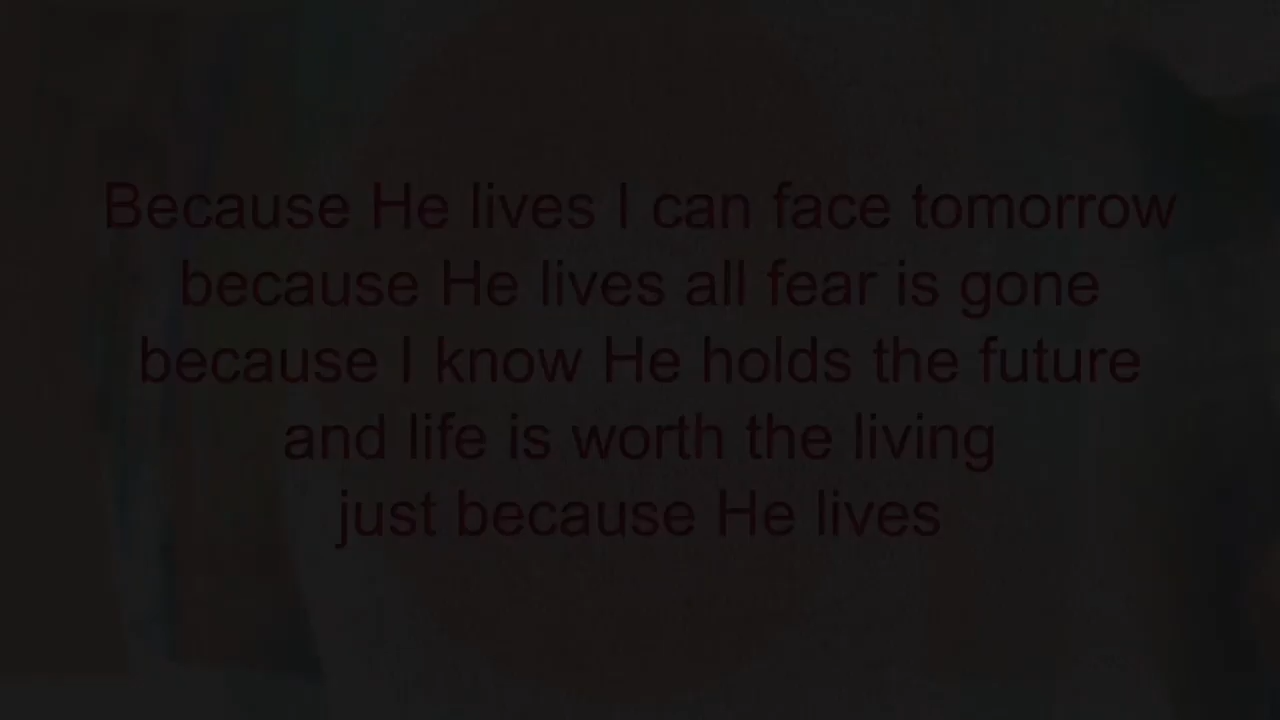 Because He lives I can face tomorrow
because He lives all fear is gone
because I know He holds the future
and life is worth the living
just because He lives